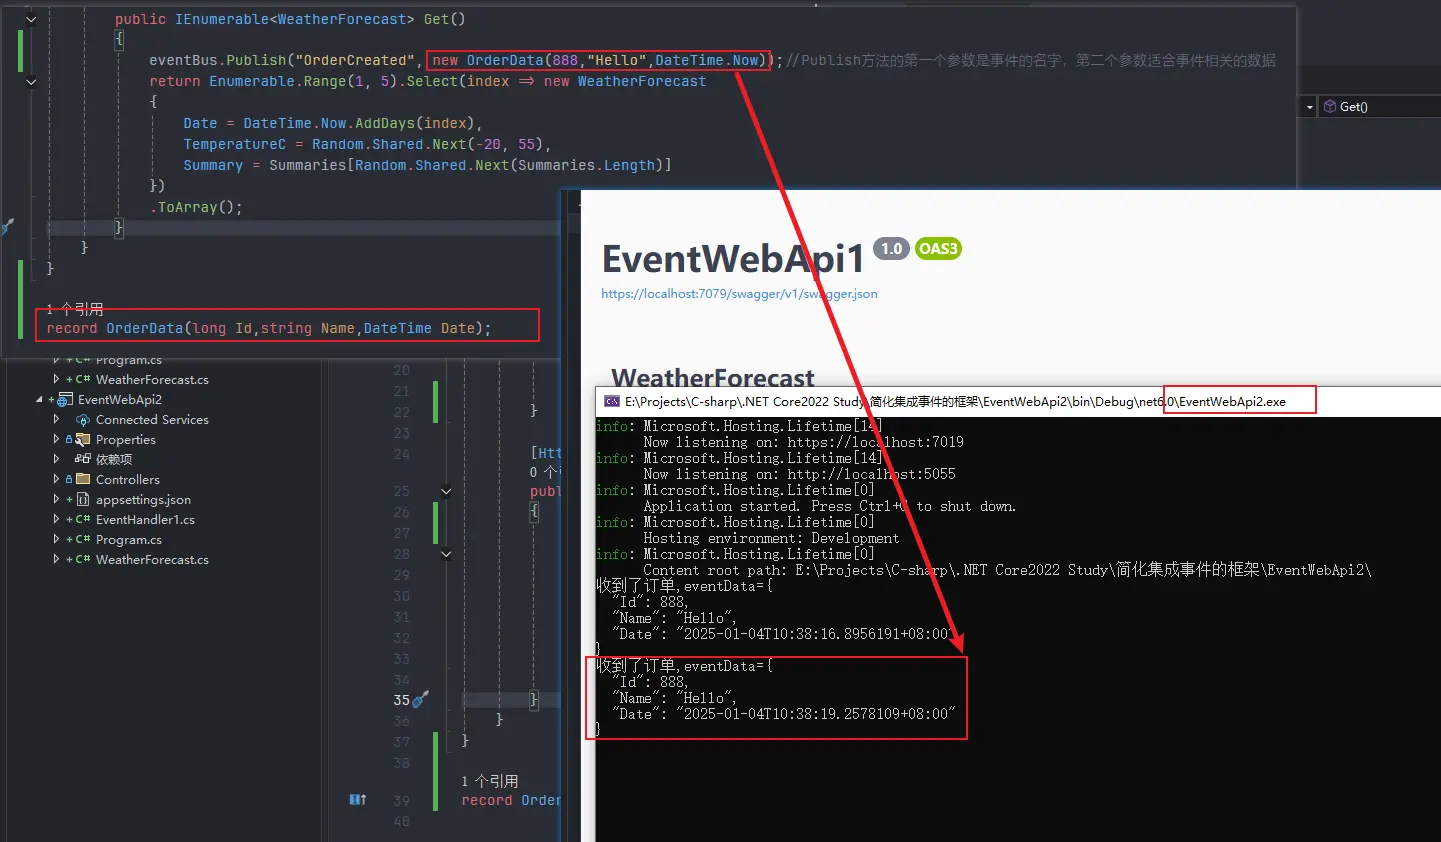 public IEnumerable<WeatherForecast> Get()
{
eventBus.Publish("OrderCreated", new OrderData(888,"Hello",DateTime.Now));//Publish方法的第一个参数是事件的名字，第二个参数适合事件相关的数据
return Enumerable.Range(1, 5).Select(index => new WeatherForecast
{
Date = DateTime.Now.AddDays(index),
TemperatureC = Random.Shared.Next(-20, 55),
Summary = Summaries[Random.Shared.Next(Summaries.Length)]
})
.ToArray();
}
}
}
1 个引用
record OrderData(long Id,string Name,DateTime Date);
Get()
Program.cs
C# WeatherForecast.cs
EventWebApi2
Connected Services
Properties
依赖项
Controllers
appsettings.json
C# EventHandler1.cs
C# Program.cs
C# WeatherForecast.cs
20
21
22 }
23
24 [Htt
0 个
25 publ
26 {
27
28
29
30
31
32
33
34
35 }
36 }
37 }
38
1 个引用
39 record Order
40
EventWebApi1 1.0 OAS3
https://localhost:7079/swagger/v1/swagger.json
WeatherForecast
E:\Projects\C-sharp\.NET Core2022 Study\简化集成事件的框架\EventWebApi2\bin\Debug\net6.0\EventWebApi2.exe
info: Microsoft.Hosting.Lifetime[14]
Now listening on: https://localhost:7019
info: Microsoft.Hosting.Lifetime[14]
Now listening on: http://localhost:5055
info: Microsoft.Hosting.Lifetime[0]
Application started. Press Ctrl+C to shut down.
info: Microsoft.Hosting.Lifetime[0]
Hosting environment: Development
info: Microsoft.Hosting.Lifetime[0]
Content root path: E:\Projects\C-sharp\.NET Core2022 Study\简化集成事件的框架\EventWebApi2\
收到了订单,eventData={
"Id": 888,
"Name": "Hello",
"Date": "2025-01-04T10:38:16.8956191+08:00"
}
收到了订单,eventData={
"Id": 888,
"Name": "Hello",
"Date": "2025-01-04T10:38:19.2578109+08:00"
}